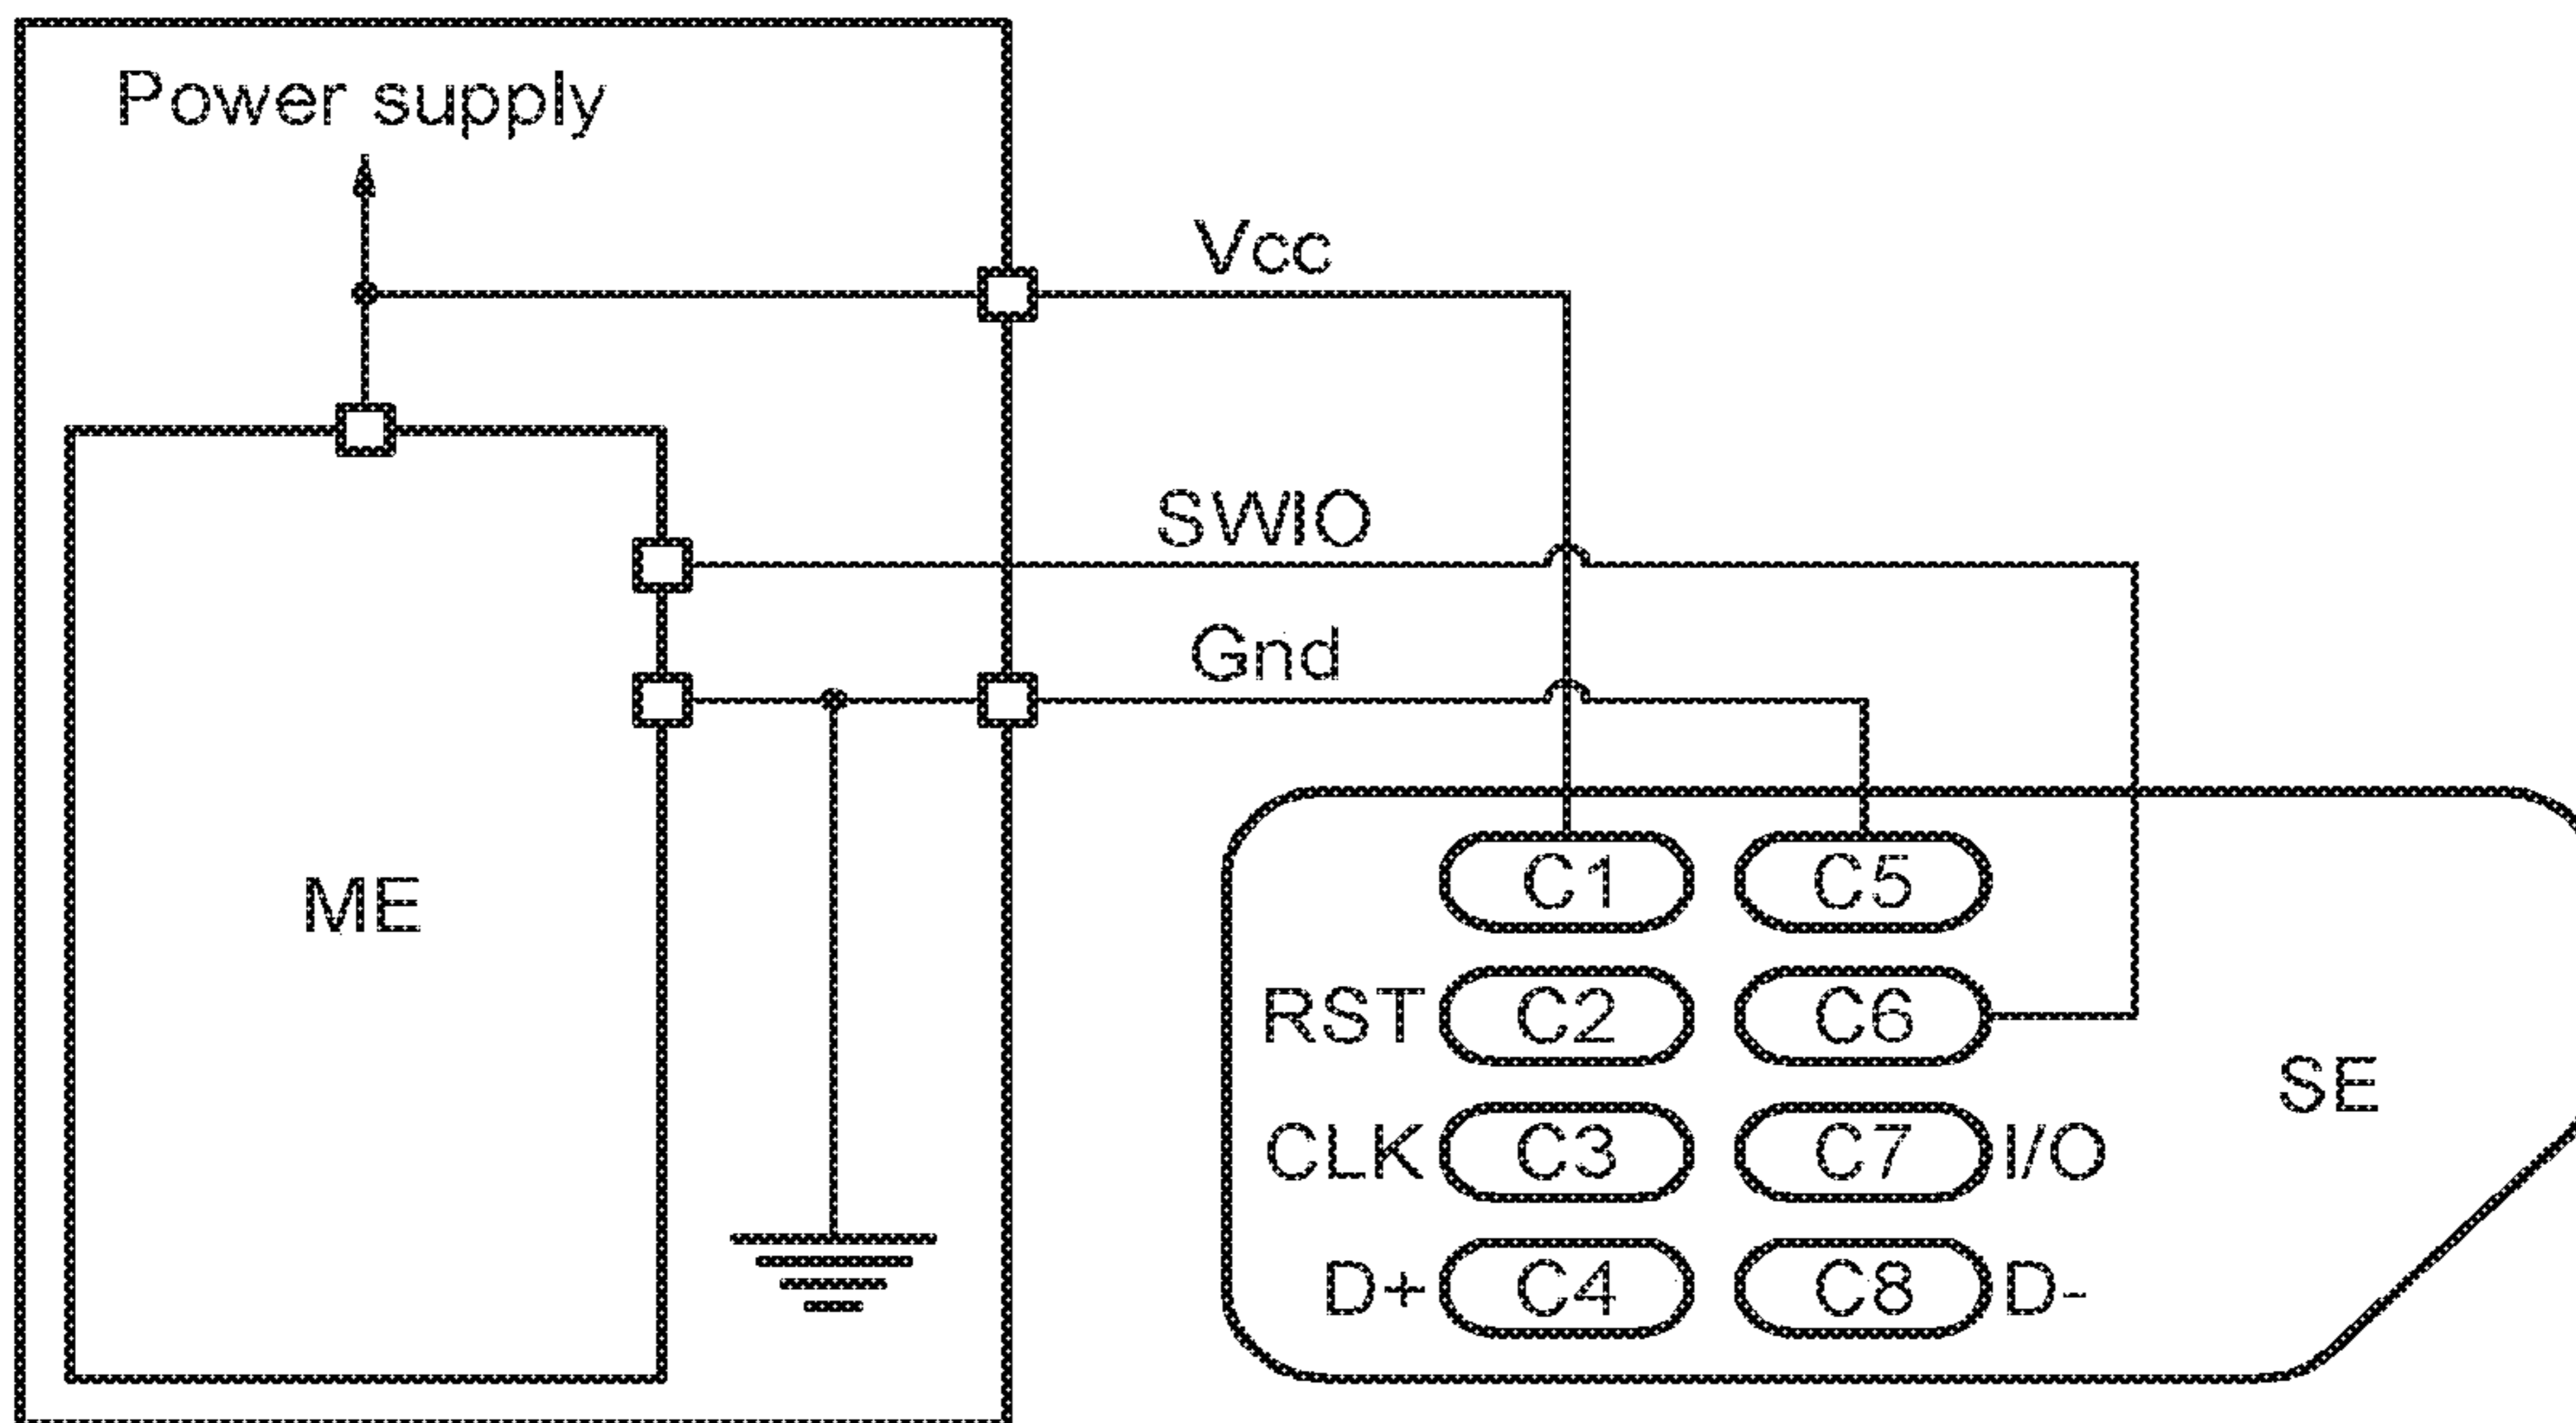 Power supply
Vcc
SWIO
Gnd
ME
C1 C5
RST C2 C6
SE
CLK C3 C7 I/O
D+ C4 C8 D-